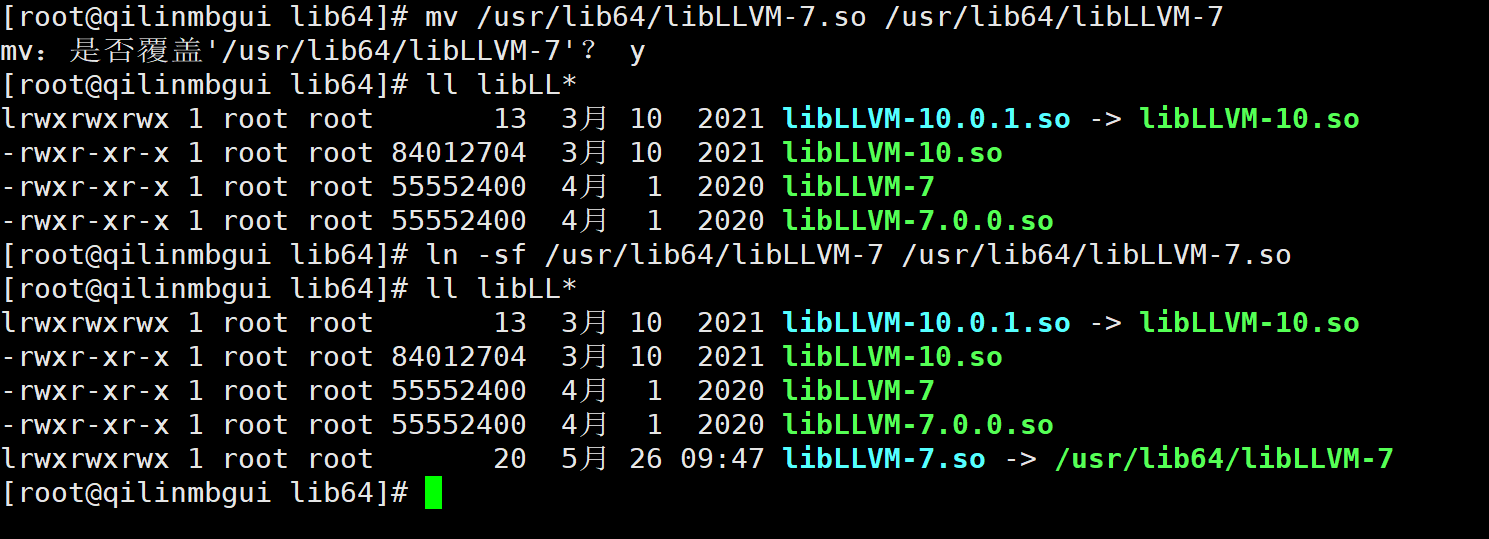 [root@qilinmbgui lib64]# mv /usr/lib64/libLLVM-7.so /usr/lib64/libLLVM-7
mv：是否覆盖'/usr/lib64/libLLVM-7'？ y
[root@qilinmbgui lib64]# ll libLL*
lrwxrwxrwx 1 root root       13  3月 10  2021 libLLVM-10.0.1.so -> libLLVM-10.so
-rwxr-xr-x 1 root root 84012704  3月 10  2021 libLLVM-10.so
-rwxr-xr-x 1 root root 55552400  4月  1  2020 libLLVM-7
-rwxr-xr-x 1 root root 55552400  4月  1  2020 libLLVM-7.0.0.so
[root@qilinmbgui lib64]# ln -sf /usr/lib64/libLLVM-7 /usr/lib64/libLLVM-7.so
[root@qilinmbgui lib64]# ll libLL*
lrwxrwxrwx 1 root root       13  3月 10  2021 libLLVM-10.0.1.so -> libLLVM-10.so
-rwxr-xr-x 1 root root 84012704  3月 10  2021 libLLVM-10.so
-rwxr-xr-x 1 root root 55552400  4月  1  2020 libLLVM-7
-rwxr-xr-x 1 root root 55552400  4月  1  2020 libLLVM-7.0.0.so
lrwxrwxrwx 1 root root       20  5月 26 09:47 libLLVM-7.so -> /usr/lib64/libLLVM-7
[root@qilinmbgui lib64]#